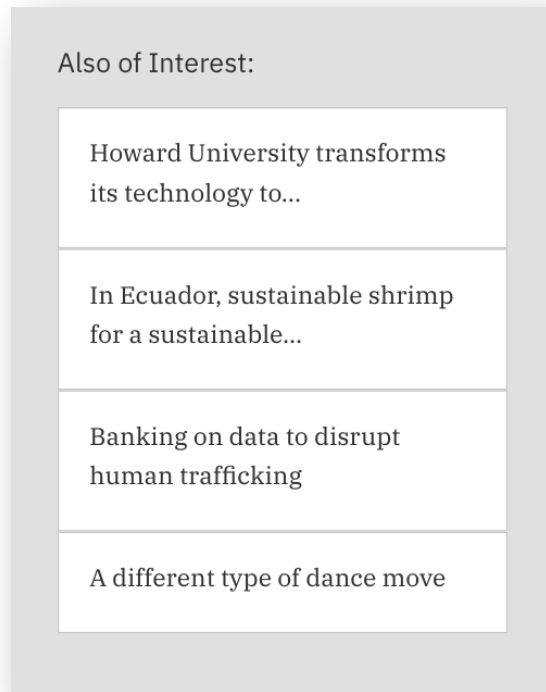 Also of Interest:
Howard University transforms
its technology to...
In Ecuador, sustainable shrimp
for a sustainable...
Banking on data to disrupt
human trafficking
A different type of dance move